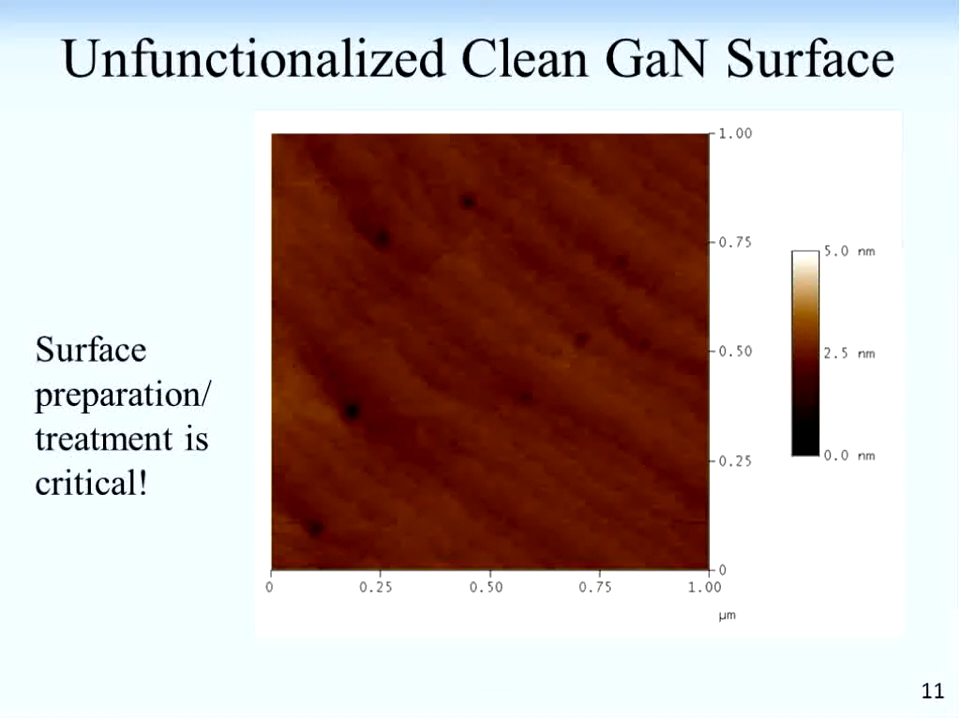 Unfunctionalized Clean GaN Surface
Surface
preparation/
treatment is
critical!
1.00
0.75
0.50
0.25
0
0
0.25
0.50
0.75
1.00
µm
5.0 nm
2.5 nm
0.0 nm
11